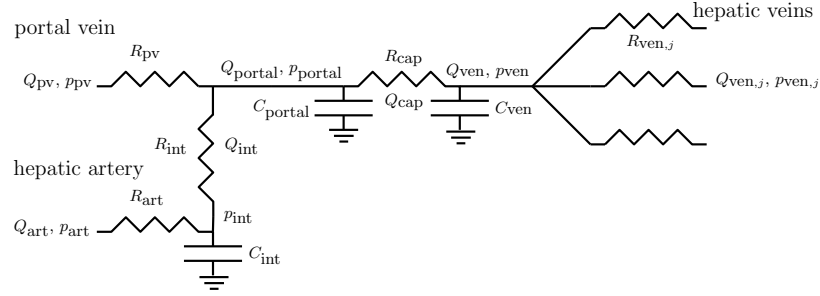 hepatic veins
portal vein
R_pv
R_ven,j
Q_pv, p_pv
Q_portal, p_portal
R_cap
Q_ven, p_ven
Q_ven,j, p_ven,j
C_portal
Q_cap
C_ven
R_int
Q_int
hepatic artery
R_art
p_int
Q_art, p_art
C_int